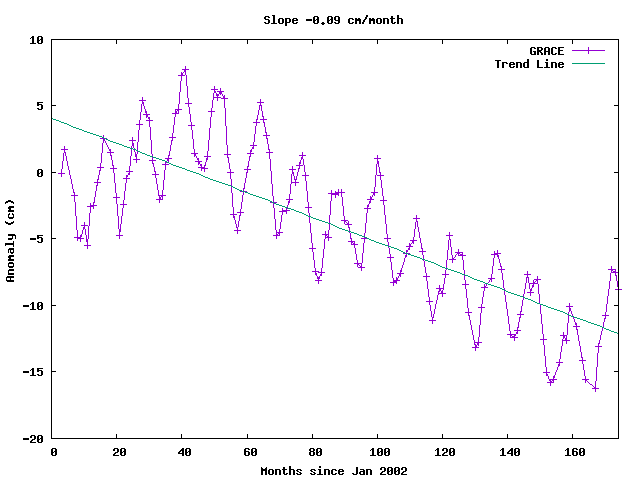 Slope -0.09 cm/month
GRACE
Trend Line
10
5
0
-5
-10
-15
-20
Anomaly (cm)
0 20 40 60 80 100 120 140 160
Months since Jan 2002